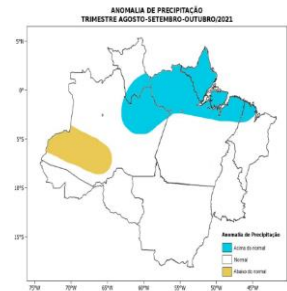 ANOMALIA DE PRECIPITAÇÃO
TRIMESTRE AGOSTO-SETEMBRO-OUTUBRO/2021
5°N
0°
5°S
10°S
15°S
Anomalia de Precipitação
Acima do normal
Normal
Abaixo do normal
75°W 70°W 65°W 60°W 55°W 50°W 45°W